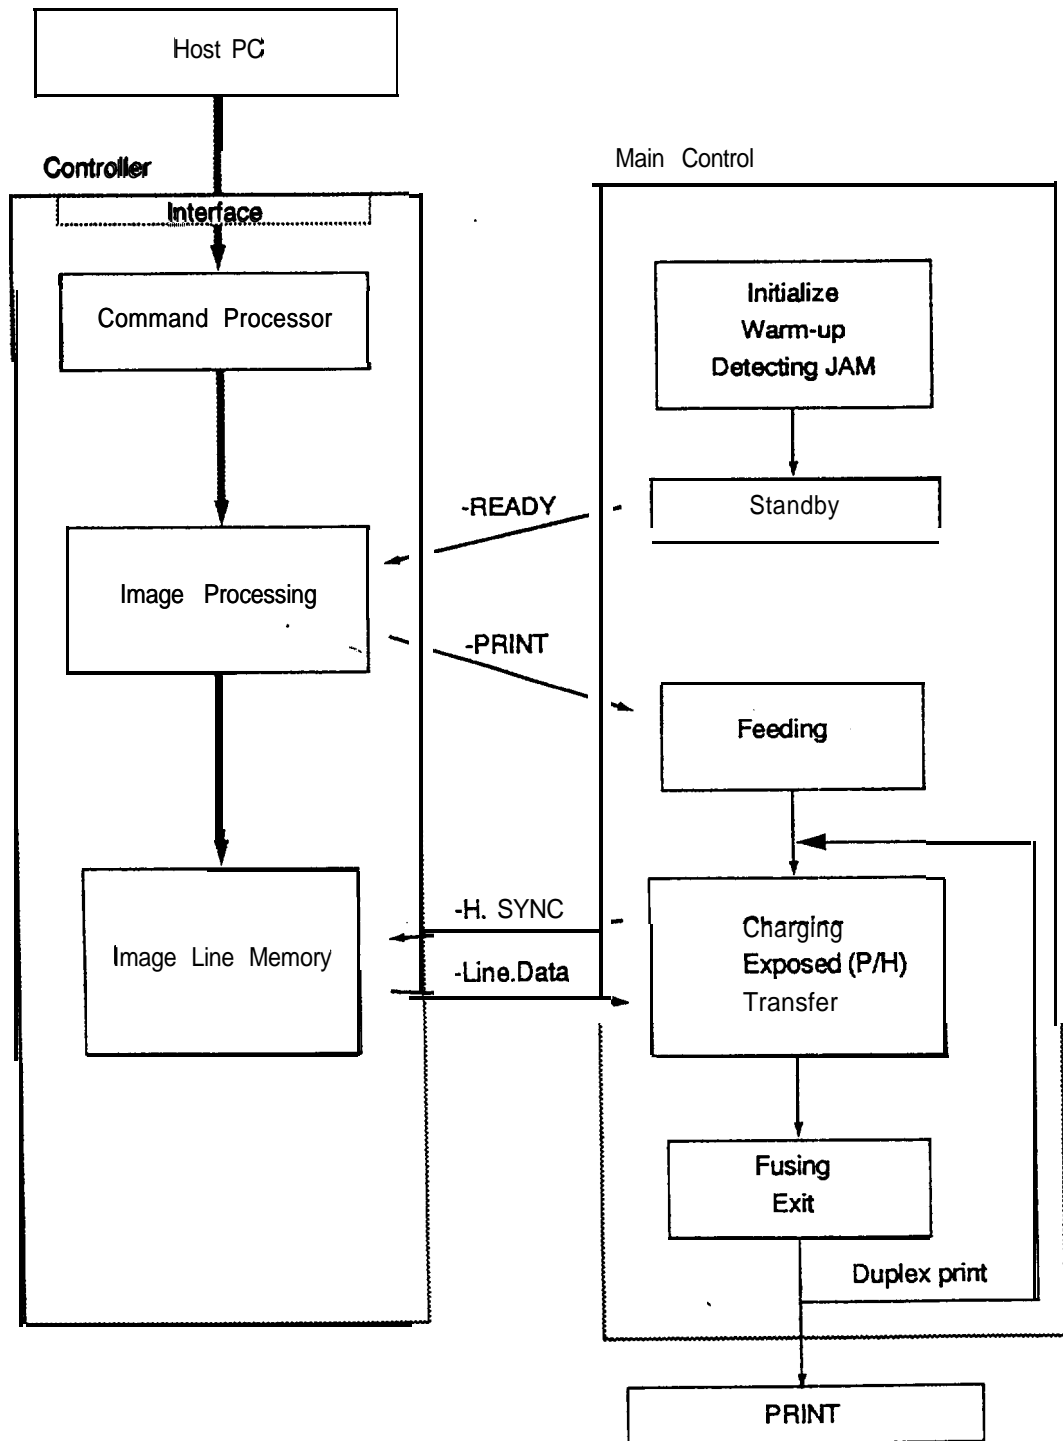 Host PC
Controller
Interface
Command Processor
Image Processing
Image Line Memory
-READY
-PRINT
-H. SYNC
-Line.Data
Main Control
Initialize
Warm-up
Detecting JAM
Standby
Feeding
Charging
Exposed (P/H)
Transfer
Fusing
Exit
Duplex print
PRINT